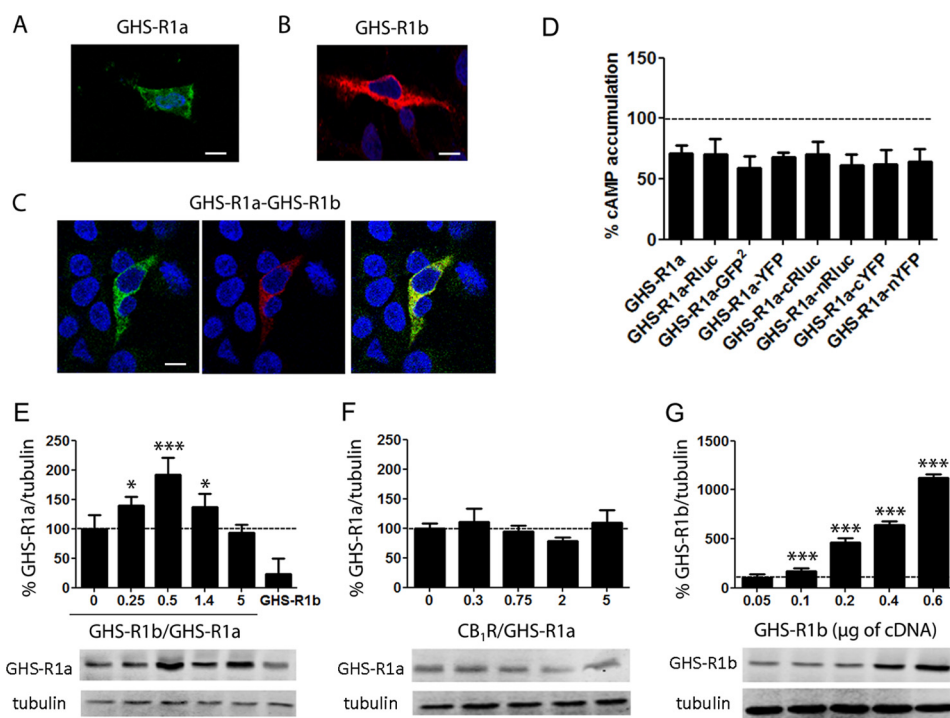 A
GHS-R1a
B
GHS-R1b
C
GHS-R1a-GHS-R1b
D
% cAMP accumulation
150
100
50
0
GHS-R1a
GHS-R1a-Rluc
GHS-R1a-GFP²
GHS-R1a-YFP
GHS-R1a-cRluc
GHS-R1a-nRluc
GHS-R1a-cYFP
GHS-R1a-nYFP
E
% GHS-R1a/tubulin
250
200
150
100
50
0
*
***
*
0 0.25 0.5 1.4 5 GHS-R1b
GHS-R1b/GHS-R1a
GHS-R1a
tubulin
F
% GHS-R1a/tubulin
250
200
150
100
50
0
0 0.3 0.75 2 5
CB₁R/GHS-R1a
GHS-R1a
tubulin
G
% GHS-R1b/tubulin
1500
1000
500
0
***
***
***
***
0.05 0.1 0.2 0.4 0.6
GHS-R1b (µg of cDNA)
GHS-R1b
tubulin